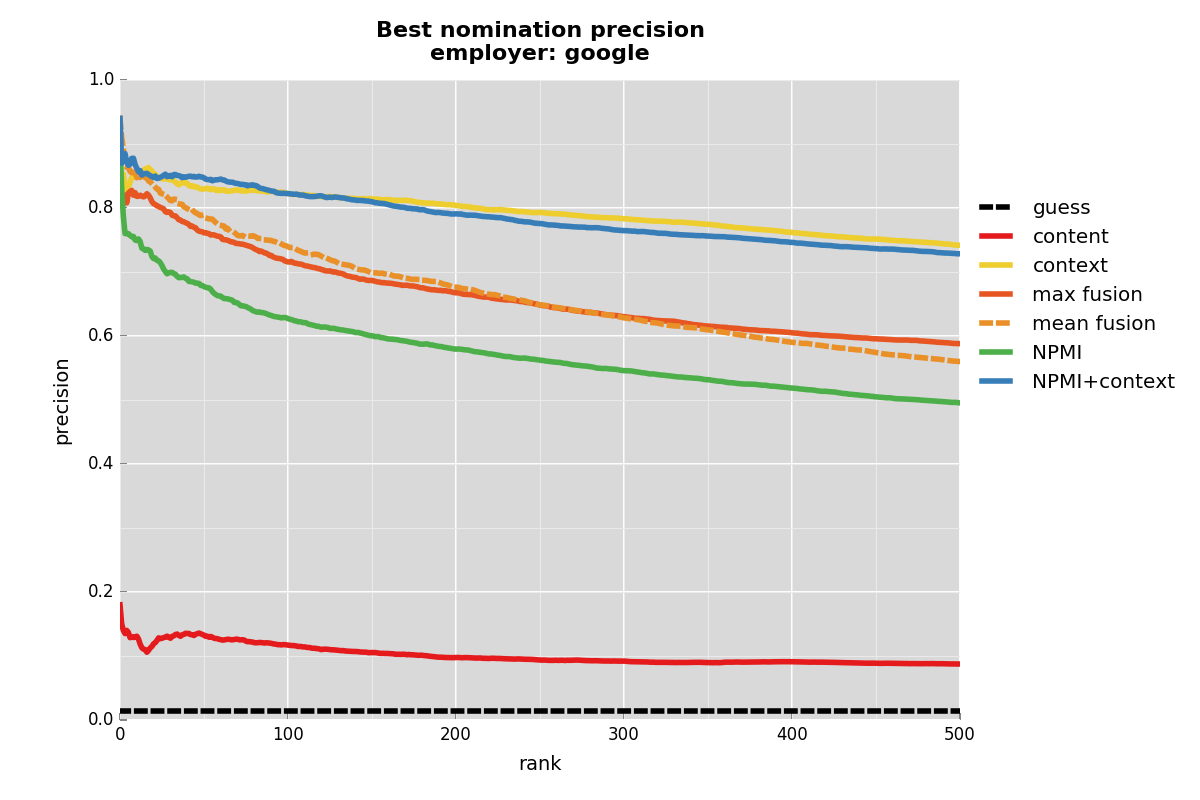 Best nomination precision
employer: google
1.0
0.8
0.6
0.4
0.2
0.0
precision
0 100 200 300 400 500
rank
guess
content
context
max fusion
mean fusion
NPMI
NPMI+context